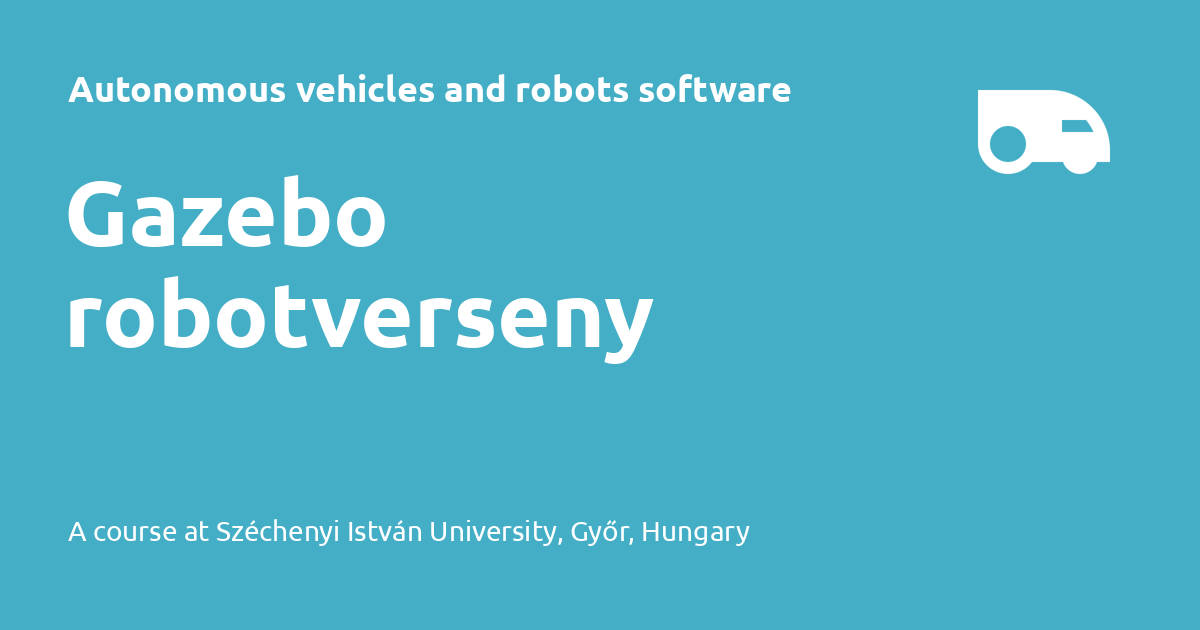 Autonomous vehicles and robots software
Gazebo
robotverseny
A course at Széchenyi István University, Győr, Hungary